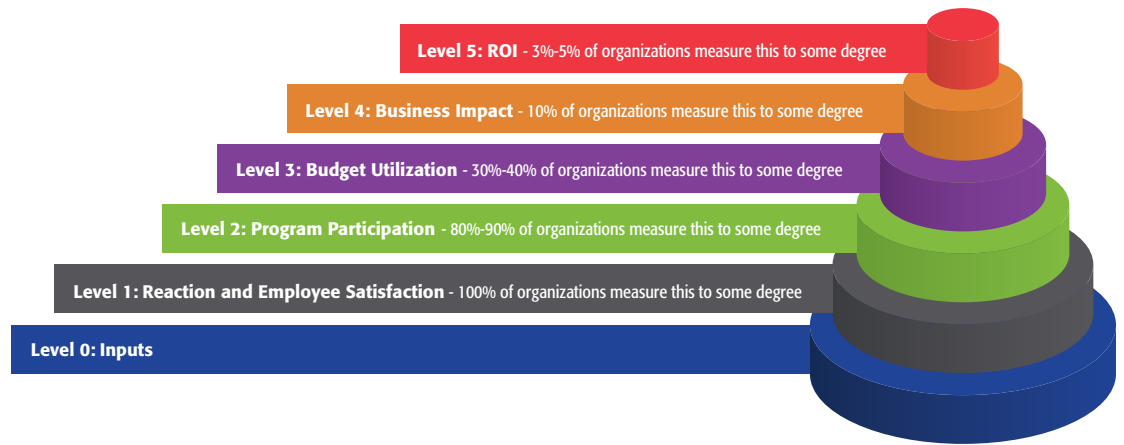 Level 5: ROI - 3%-5% of organizations measure this to some degree
Level 4: Business Impact - 10% of organizations measure this to some degree
Level 3: Budget Utilization - 30%-40% of organizations measure this to some degree
Level 2: Program Participation - 80%-90% of organizations measure this to some degree
Level 1: Reaction and Employee Satisfaction - 100% of organizations measure this to some degree
Level 0: Inputs